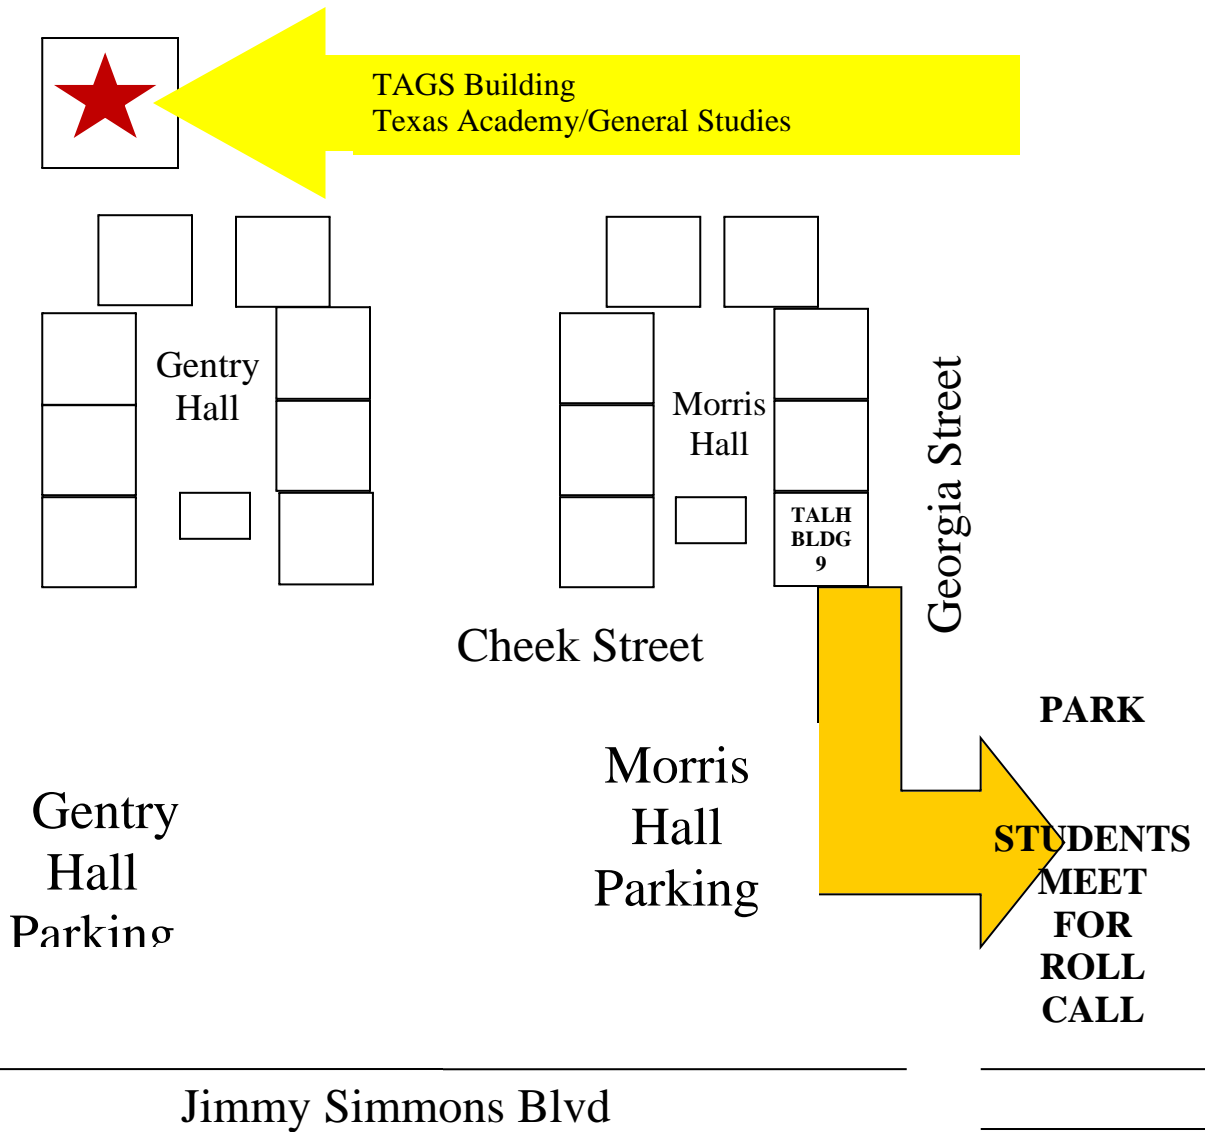 TAGS Building
Texas Academy/General Studies
Gentry
Hall
Morris
Hall
TALH
BLDG
9
Georgia Street
Cheek Street
Gentry
Hall
Parking
Morris
Hall
Parking
PARK
STUDENTS
MEET
FOR
ROLL
CALL
Jimmy Simmons Blvd